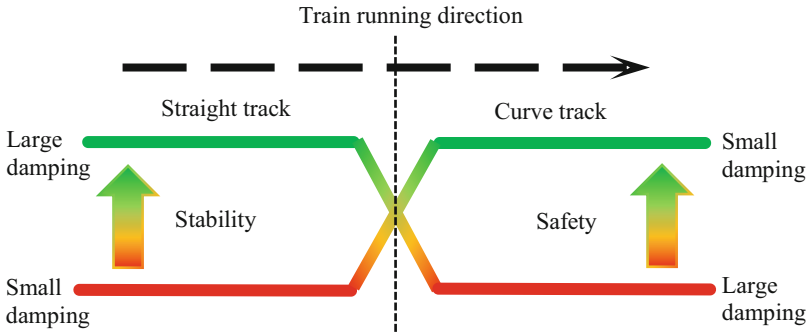 Train running direction
Straight track
Curve track
Large
damping
Small
damping
Stability
Safety
Small
damping
Large
damping